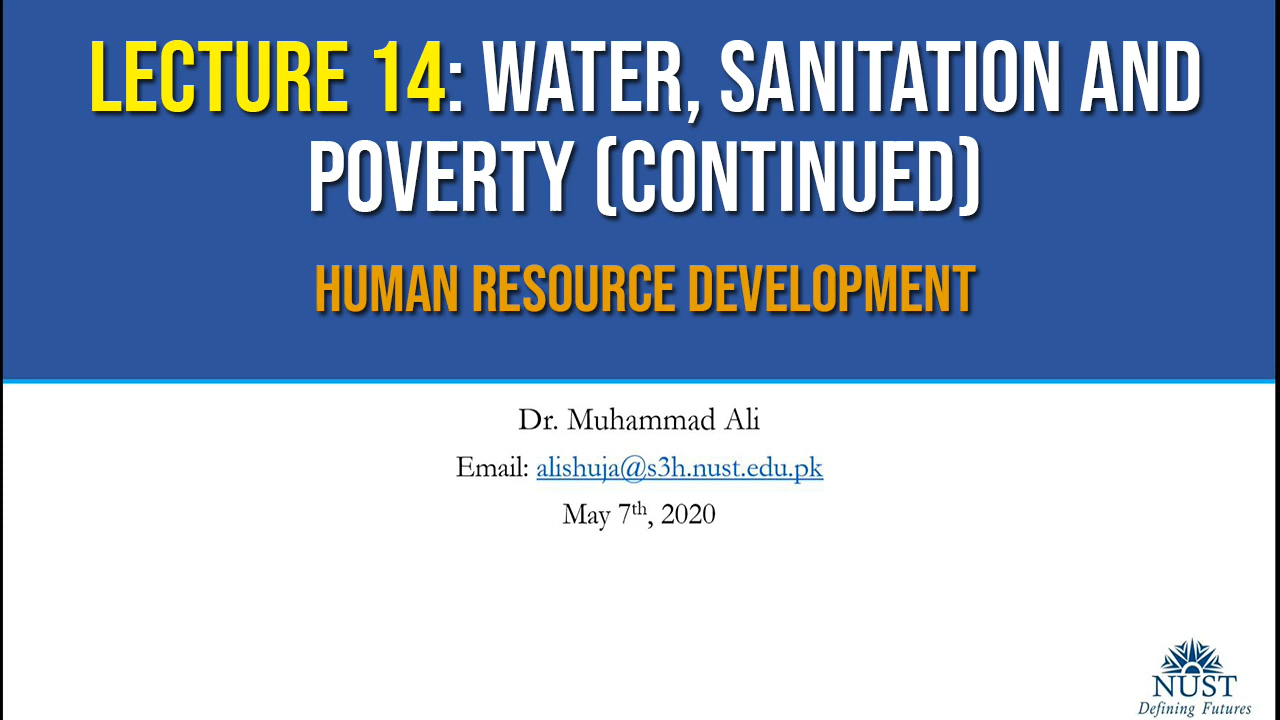 LECTURE 14: WATER, SANITATION AND
POVERTY (CONTINUED)
HUMAN RESOURCE DEVELOPMENT
Dr. Muhammad Ali
Email: alishuja@s3h.nust.edu.pk
May 7th, 2020
NUST
Defining Futures